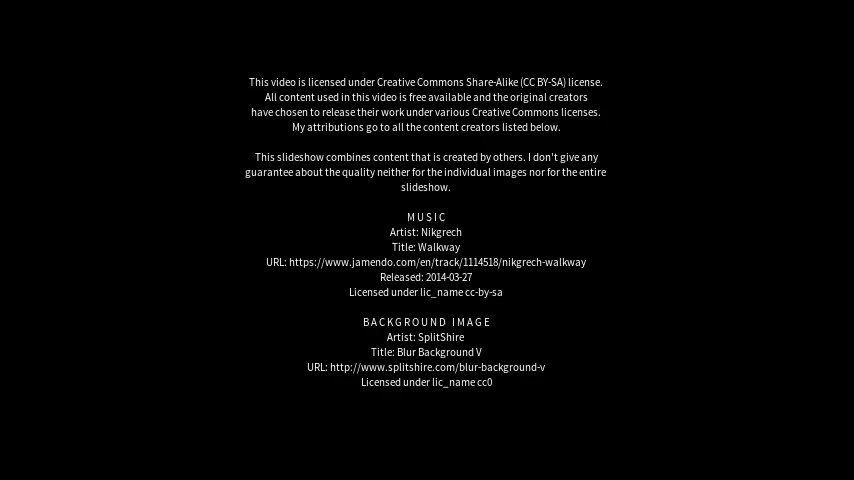 This video is licensed under Creative Commons Share-Alike (CC BY-SA) license.
All content used in this video is free available and the original creators
have chosen to release their work under various Creative Commons licenses.
My attributions go to all the content creators listed below.
This slideshow combines content that is created by others. I don't give any
guarantee about the quality neither for the individual images nor for the entire
slideshow.
MUSIC
Artist: Nikgrech
Title: Walkway
URL: https://www.jamendo.com/en/track/1114518/nikgrech-walkway
Released: 2014-03-27
Licensed under lic_name cc-by-sa
BACKGROUND IMAGE
Artist: SplitShire
Title: Blur Background V
URL: http://www.splitshire.com/blur-background-v
Licensed under lic_name cc0